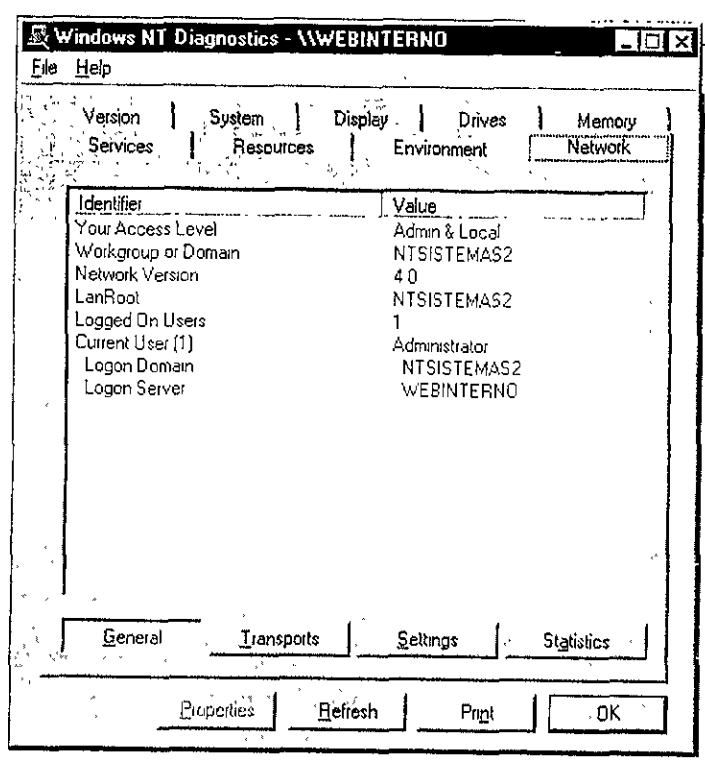 Windows NT Diagnostics - \\WEBINTERNO
File Help
Version System Display Drives Memory
Services Resources Environment Network
Identifier Value
Your Access Level Admin & Local
Workgroup or Domain NTSISTEMAS2
Network Version 4.0
LanRoot NTSISTEMAS2
Logged On Users 1
Current User (1) Administrator
Logon Domain NTSISTEMAS2
Logon Server WEBINTERNO
General Transports Settings Statistics
Properties Refresh Print OK